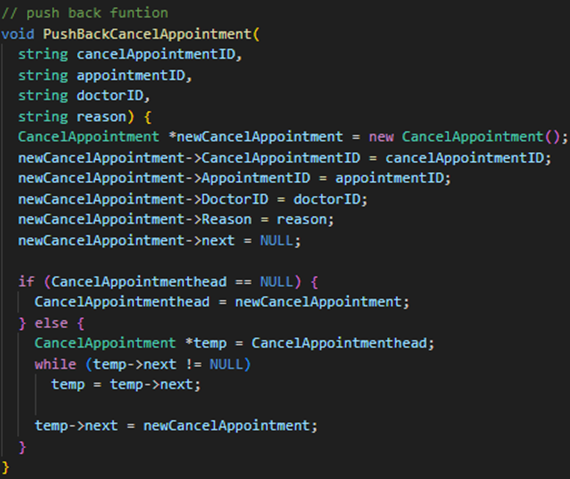 // push back funtion
void PushBackCancelAppointment(
  string cancelAppointmentID,
  string appointmentID,
  string doctorID,
  string reason) {
  CancelAppointment *newCancelAppointment = new CancelAppointment();
  newCancelAppointment->CancelAppointmentID = cancelAppointmentID;
  newCancelAppointment->AppointmentID = appointmentID;
  newCancelAppointment->DoctorID = doctorID;
  newCancelAppointment->Reason = reason;
  newCancelAppointment->next = NULL;

  if (CancelAppointmenthead == NULL) {
    CancelAppointmenthead = newCancelAppointment;
  } else {
    CancelAppointment *temp = CancelAppointmenthead;
    while (temp->next != NULL)
      temp = temp->next;

    temp->next = newCancelAppointment;
  }
}